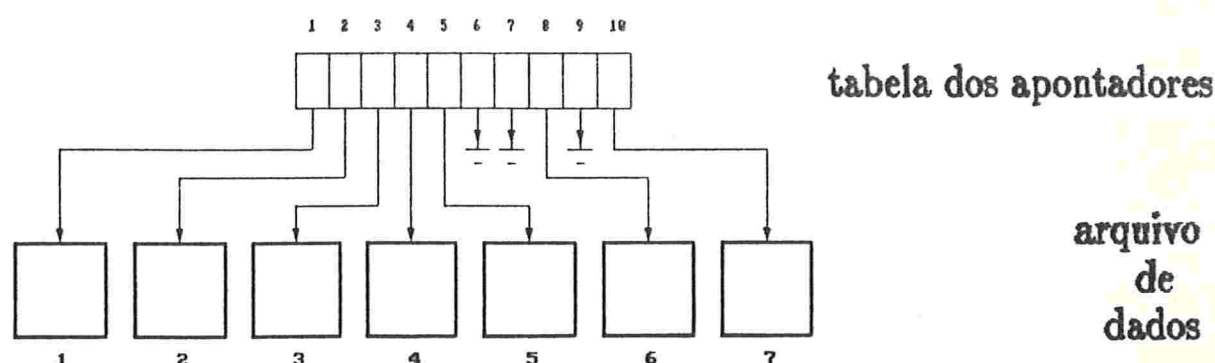 1 2 3 4 5 6 7 8 9 10
tabela dos apontadores
arquivo
de
dados
1 2 3 4 5 6 7